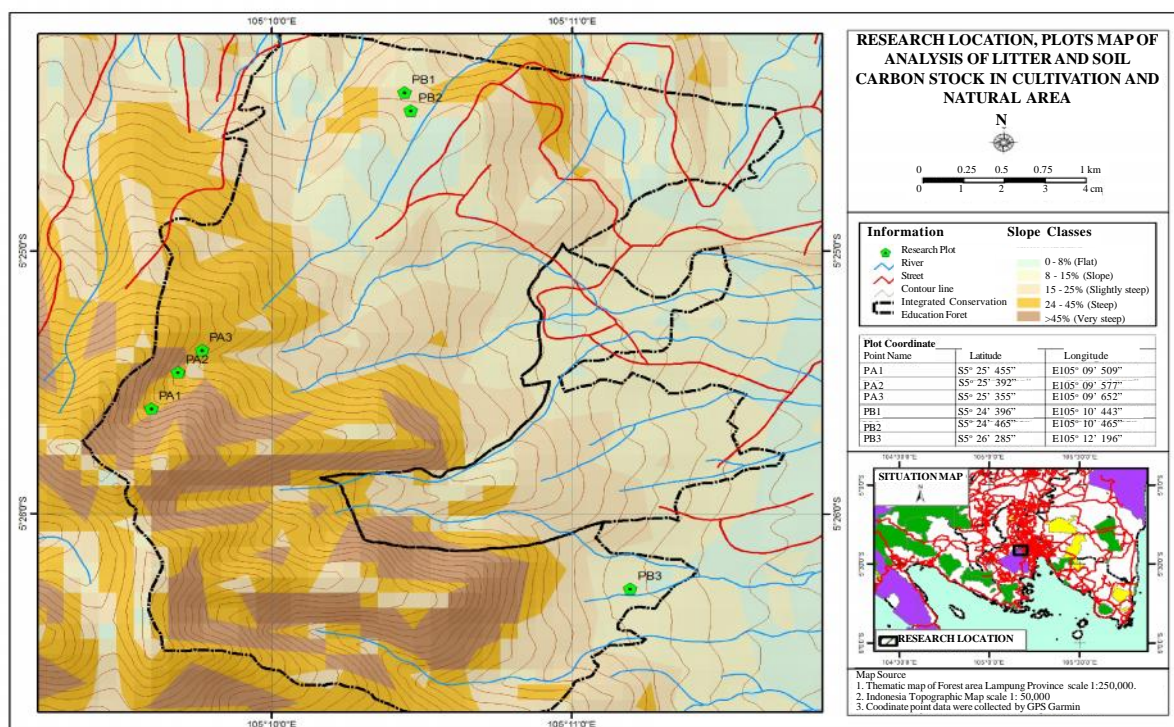 105°10'0"E
105°11'0"E
5°25'0"S
5°25'0"S
5°26'0"S
5°26'0"S
PB1
PB2
PA3
PA2
PA1
PB3
105°10'0"E
105°11'0"E
RESEARCH LOCATION, PLOTS MAP OF
ANALYSIS OF LITTER AND SOIL
CARBON STOCK IN CULTIVATION AND
NATURAL AREA
N
0 0.25 0.5 0.75 1 km
0 1 2 3 4 cm
Information
Research Plot
River
Street
Contour line
Integrated Conservation
Education Foret
Slope Classes
0 - 8% (Flat)
8 - 15% (Slope)
15 - 25% (Slightly steep)
24 - 45% (Steep)
>45% (Very steep)
Plot Coordinate
Point Name Latitude Longitude
PA1 S5° 25' 455" E105° 09' 509"
PA2 S5° 25' 392" E105° 09' 577"
PA3 S5° 25' 355" E105° 09' 652"
PB1 S5° 24' 396" E105° 10' 443"
PB2 S5° 24' 465" E105° 10' 465"
PB3 S5° 26' 285" E105° 12' 196"
SITUATION MAP
RESEARCH LOCATION
Map Source
1. Thematic map of Forest area Lampung Province scale 1:250,000.
2. Indonesia Topographic Map scale 1: 50,000
3. Coodinate point data were collected by GPS Garmin